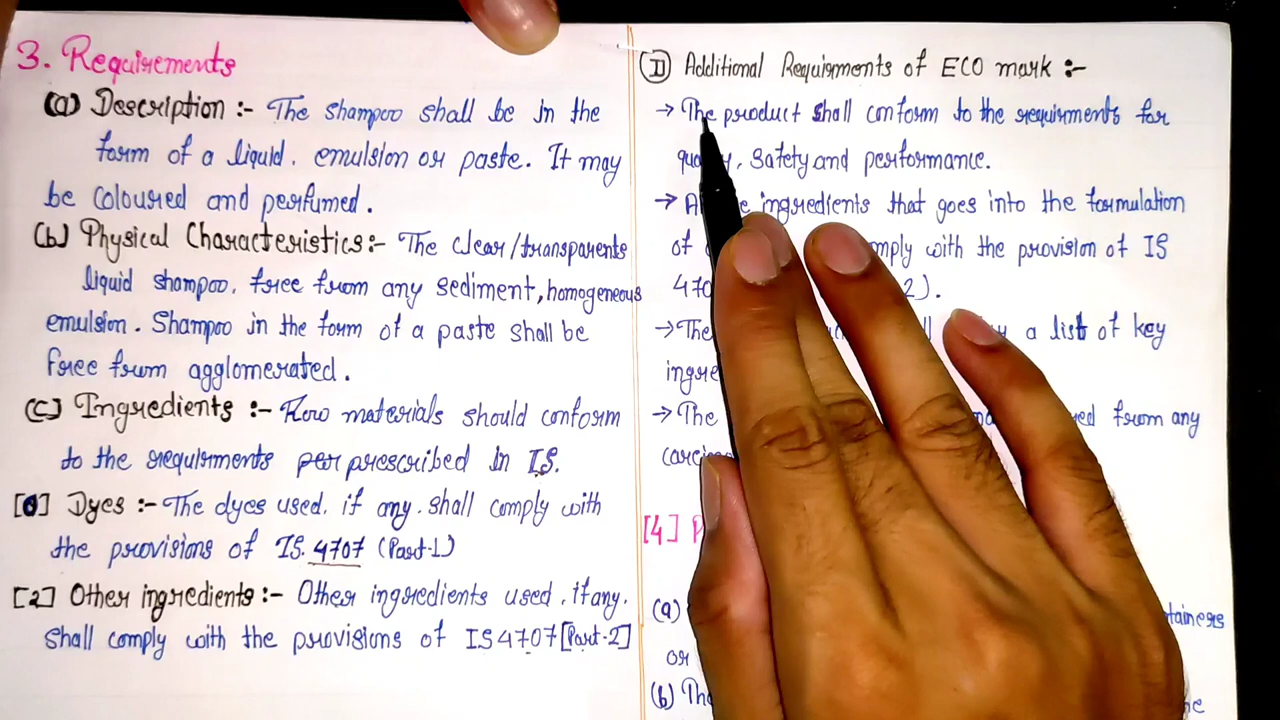 3. Requirements
(a) Description :- The shampoo shall be in the
form of a liquid, emulsion or paste. It may
be coloured and perfumed.
(b) Physical Characteristics:- The clear/transparents
liquid shampoo, free from any sediment, homogeneous
emulsion. Shampoo in the form of a paste shall be
free from agglomerated.
(c) Ingredients :- Row materials should conform
to the requirments per prescribed in IS.
Dyes :- The dyes used, if any, shall comply with
the provisions of IS. 4707 (Part-1)
[2] Other ingredients:- Other ingredients used, if any,
shall comply with the provisions of IS 4707 [Part-2]
(D) Additional Requirments of ECO mark :-
→ The product shall conform to the requirments for
, Safety and performance.
→ ingredients that goes into the formulation
of with the provision of IS
2).
→ The a list of key
→ The from any
[4]
(a)
or
(b) The